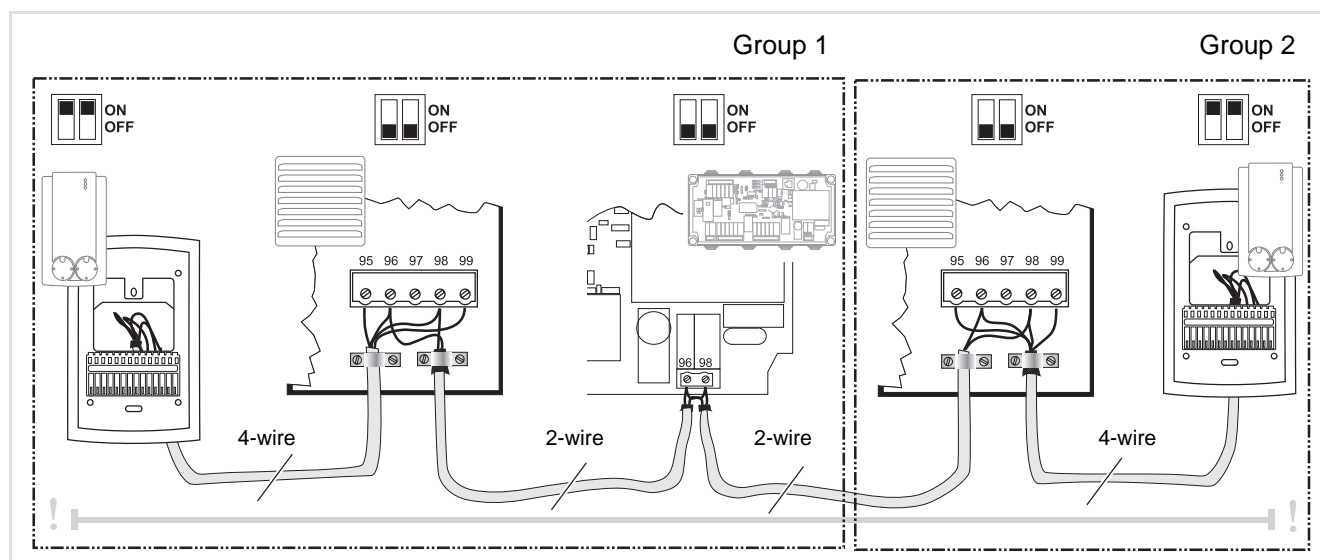 Group 1
Group 2
ON
OFF
ON
OFF
ON
OFF
ON
OFF
ON
OFF
95 96 97 98 99
95 96 97 98 99
96 98
4-wire
2-wire
2-wire
4-wire
!
!